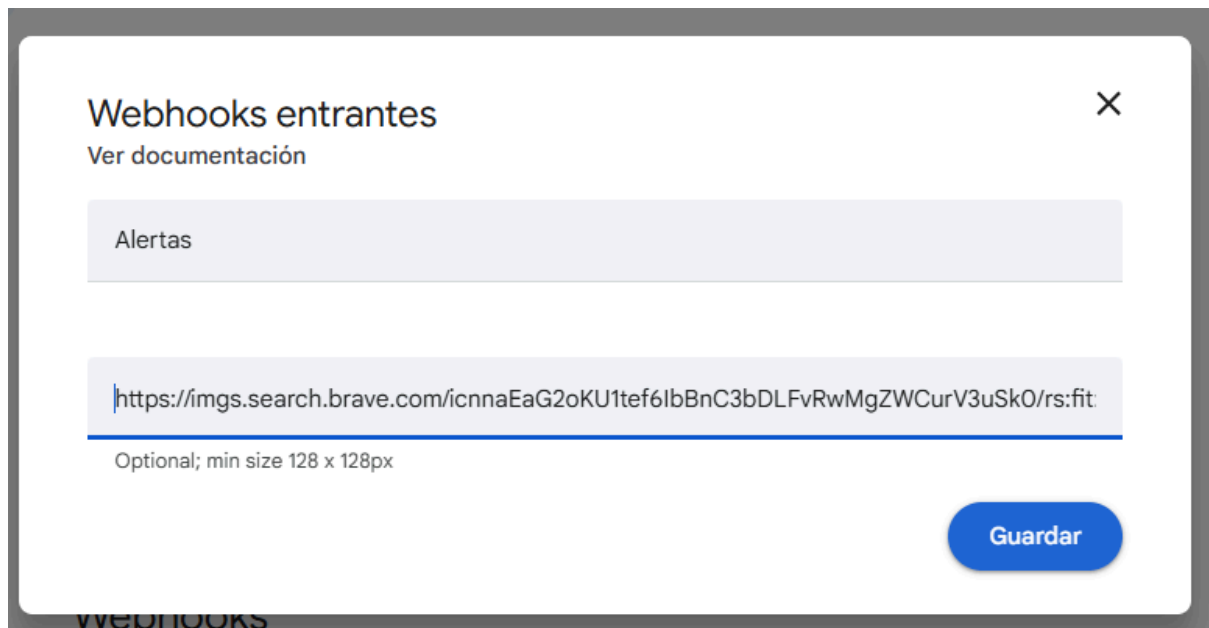 Webhooks entrantes
Ver documentación
Alertas
https://imgs.search.brave.com/icnnaEaG2oKU1tef6IbBnC3bDLFvRwMgZWCurV3uSk0/rs:fit:
Optional; min size 128 x 128px
Guardar
Webhooks